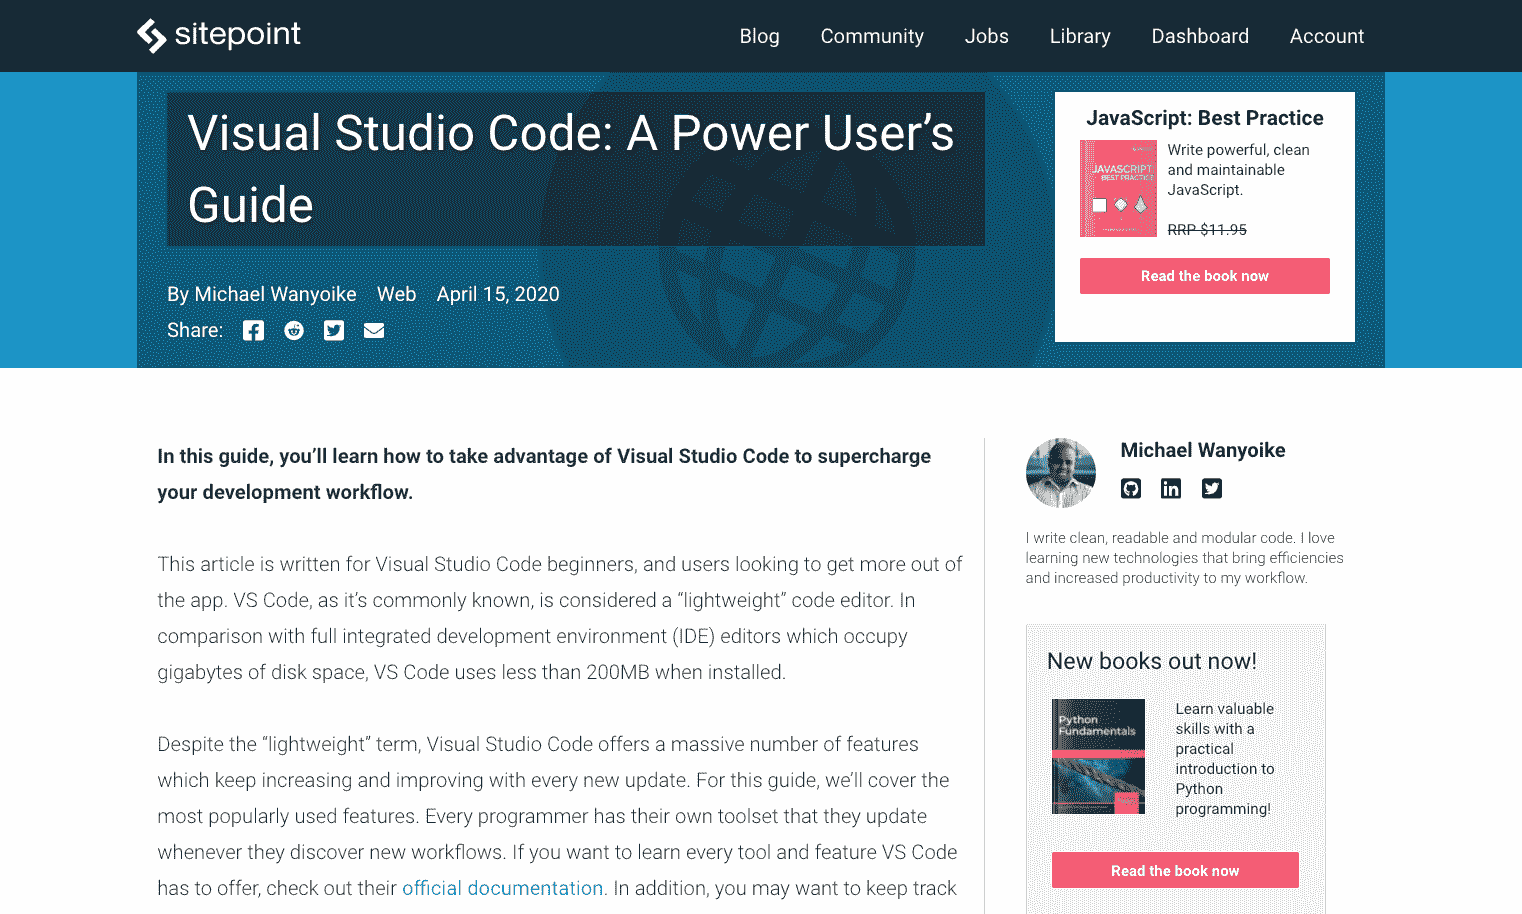 sitepoint
Blog
Community
Jobs
Library
Dashboard
Account
Visual Studio Code: A Power User’s
Guide
By Michael Wanyoike Web April 15, 2020
Share:
JavaScript: Best Practice
JAVASCRIPT
BEST PRACTICE
Write powerful, clean
and maintainable
JavaScript.
RRP $11.95
Read the book now
In this guide, you’ll learn how to take advantage of Visual Studio Code to supercharge
your development workflow.
This article is written for Visual Studio Code beginners, and users looking to get more out of
the app. VS Code, as it’s commonly known, is considered a “lightweight” code editor. In
comparison with full integrated development environment (IDE) editors which occupy
gigabytes of disk space, VS Code uses less than 200MB when installed.
Despite the “lightweight” term, Visual Studio Code offers a massive number of features
which keep increasing and improving with every new update. For this guide, we’ll cover the
most popularly used features. Every programmer has their own toolset that they update
whenever they discover new workflows. If you want to learn every tool and feature VS Code
has to offer, check out their official documentation. In addition, you may want to keep track
Michael Wanyoike
I write clean, readable and modular code. I love
learning new technologies that bring efficiencies
and increased productivity to my workflow.
New books out now!
Python
Fundamentals
Learn valuable
skills with a
practical
introduction to
Python
programming!
Read the book now